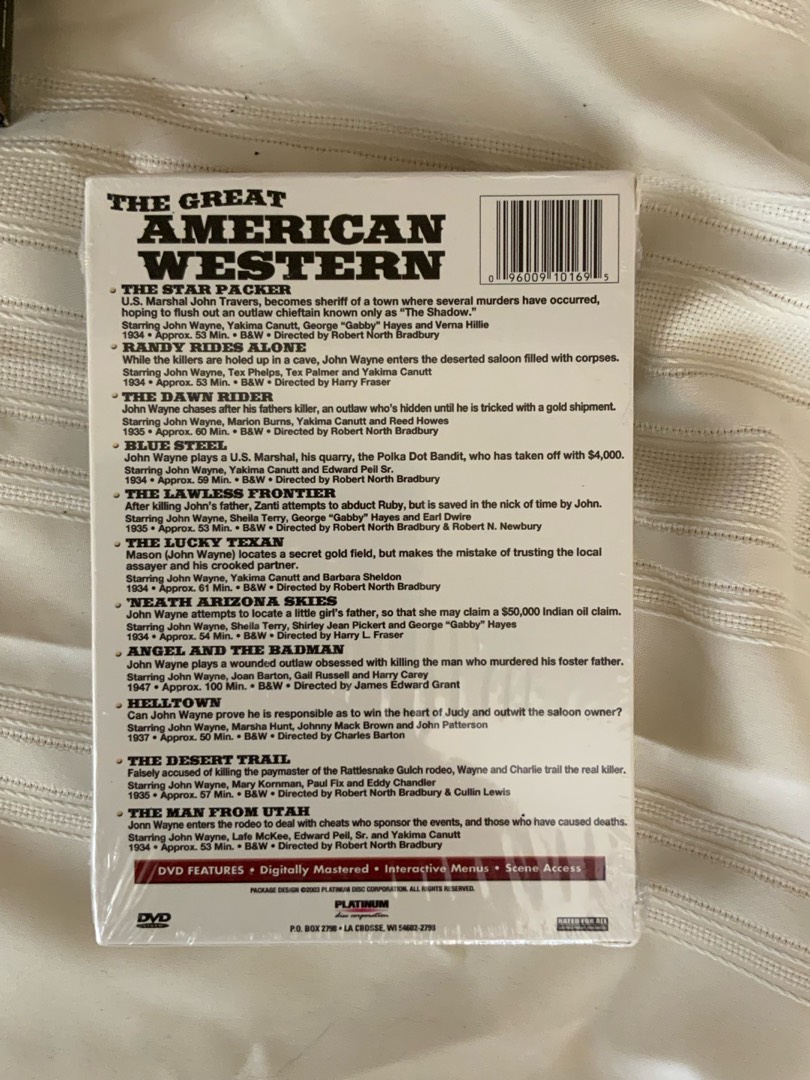 THE GREAT
AMERICAN
WESTERN
0 96009 10169 5
• THE STAR PACKER
U.S. Marshal John Travers, becomes sheriff of a town where several murders have occurred,
hoping to flush out an outlaw chieftain known only as “The Shadow.”
Starring John Wayne, Yakima Canutt, George “Gabby” Hayes and Verna Hillie
1934 • Approx. 53 Min. • B&W • Directed by Robert North Bradbury
• RANDY RIDES ALONE
While the killers are holed up in a cave, John Wayne enters the deserted saloon filled with corpses.
Starring John Wayne, Tex Phelps, Tex Palmer and Yakima Canutt
1934 • Approx. 53 Min. • B&W • Directed by Harry Fraser
• THE DAWN RIDER
John Wayne chases after his fathers killer, an outlaw who's hidden until he is tricked with a gold shipment.
Starring John Wayne, Marion Burns, Yakima Canutt and Reed Howes
1935 • Approx. 60 Min. • B&W • Directed by Robert North Bradbury
• BLUE STEEL
John Wayne plays a U.S. Marshal, his quarry, the Polka Dot Bandit, who has taken off with $4,000.
Starring John Wayne, Yakima Canutt and Edward Peil Sr.
1934 • Approx. 59 Min. • B&W • Directed by Robert North Bradbury
• THE LAWLESS FRONTIER
After killing John's father, Zanti attempts to abduct Ruby, but is saved in the nick of time by John.
Starring John Wayne, Sheila Terry, George “Gabby” Hayes and Earl Dwire
1935 • Approx. 53 Min. • B&W • Directed by Robert North Bradbury & Robert N. Newbury
• THE LUCKY TEXAN
Mason (John Wayne) locates a secret gold field, but makes the mistake of trusting the local
assayer and his crooked partner.
Starring John Wayne, Yakima Canutt and Barbara Sheldon
1934 • Approx. 61 Min. • B&W • Directed by Robert North Bradbury
• 'NEATH ARIZONA SKIES
John Wayne attempts to locate a little girl's father, so that she may claim a $50,000 Indian oil claim.
Starring John Wayne, Sheila Terry, Shirley Jean Pickert and George “Gabby” Hayes
1934 • Approx. 54 Min. • B&W • Directed by Harry L. Fraser
• ANGEL AND THE BADMAN
John Wayne plays a wounded outlaw obsessed with killing the man who murdered his foster father.
Starring John Wayne, Joan Barton, Gail Russell and Harry Carey
1947 • Approx. 100 Min. • B&W • Directed by James Edward Grant
• HELLTOWN
Can John Wayne prove he is responsible as to win the heart of Judy and outwit the saloon owner?
Starring John Wayne, Marsha Hunt, Johnny Mack Brown and John Patterson
1937 • Approx. 50 Min. • B&W • Directed by Charles Barton
• THE DESERT TRAIL
Falsely accused of killing the paymaster of the Rattlesnake Gulch rodeo, Wayne and Charlie trail the real killer.
Starring John Wayne, Mary Kornman, Paul Fix and Eddy Chandler
1935 • Approx. 57 Min. • B&W • Directed by Robert North Bradbury & Cullin Lewis
• THE MAN FROM UTAH
Jonn Wayne enters the rodeo to deal with cheats who sponsor the events, and those who have caused deaths.
Starring John Wayne, Lafe McKee, Edward Peil, Sr. and Yakima Canutt
1934 • Approx. 53 Min. • B&W • Directed by Robert North Bradbury
DVD FEATURES • Digitally Mastered • Interactive Menus • Scene Access
PACKAGE DESIGN ©2003 PLATINUM DISC CORPORATION. ALL RIGHTS RESERVED.
PLATINUM
disc corporation
DVD
P.O. BOX 2798 • LA CROSSE, WI 54602-2798
RATED FOR ALL